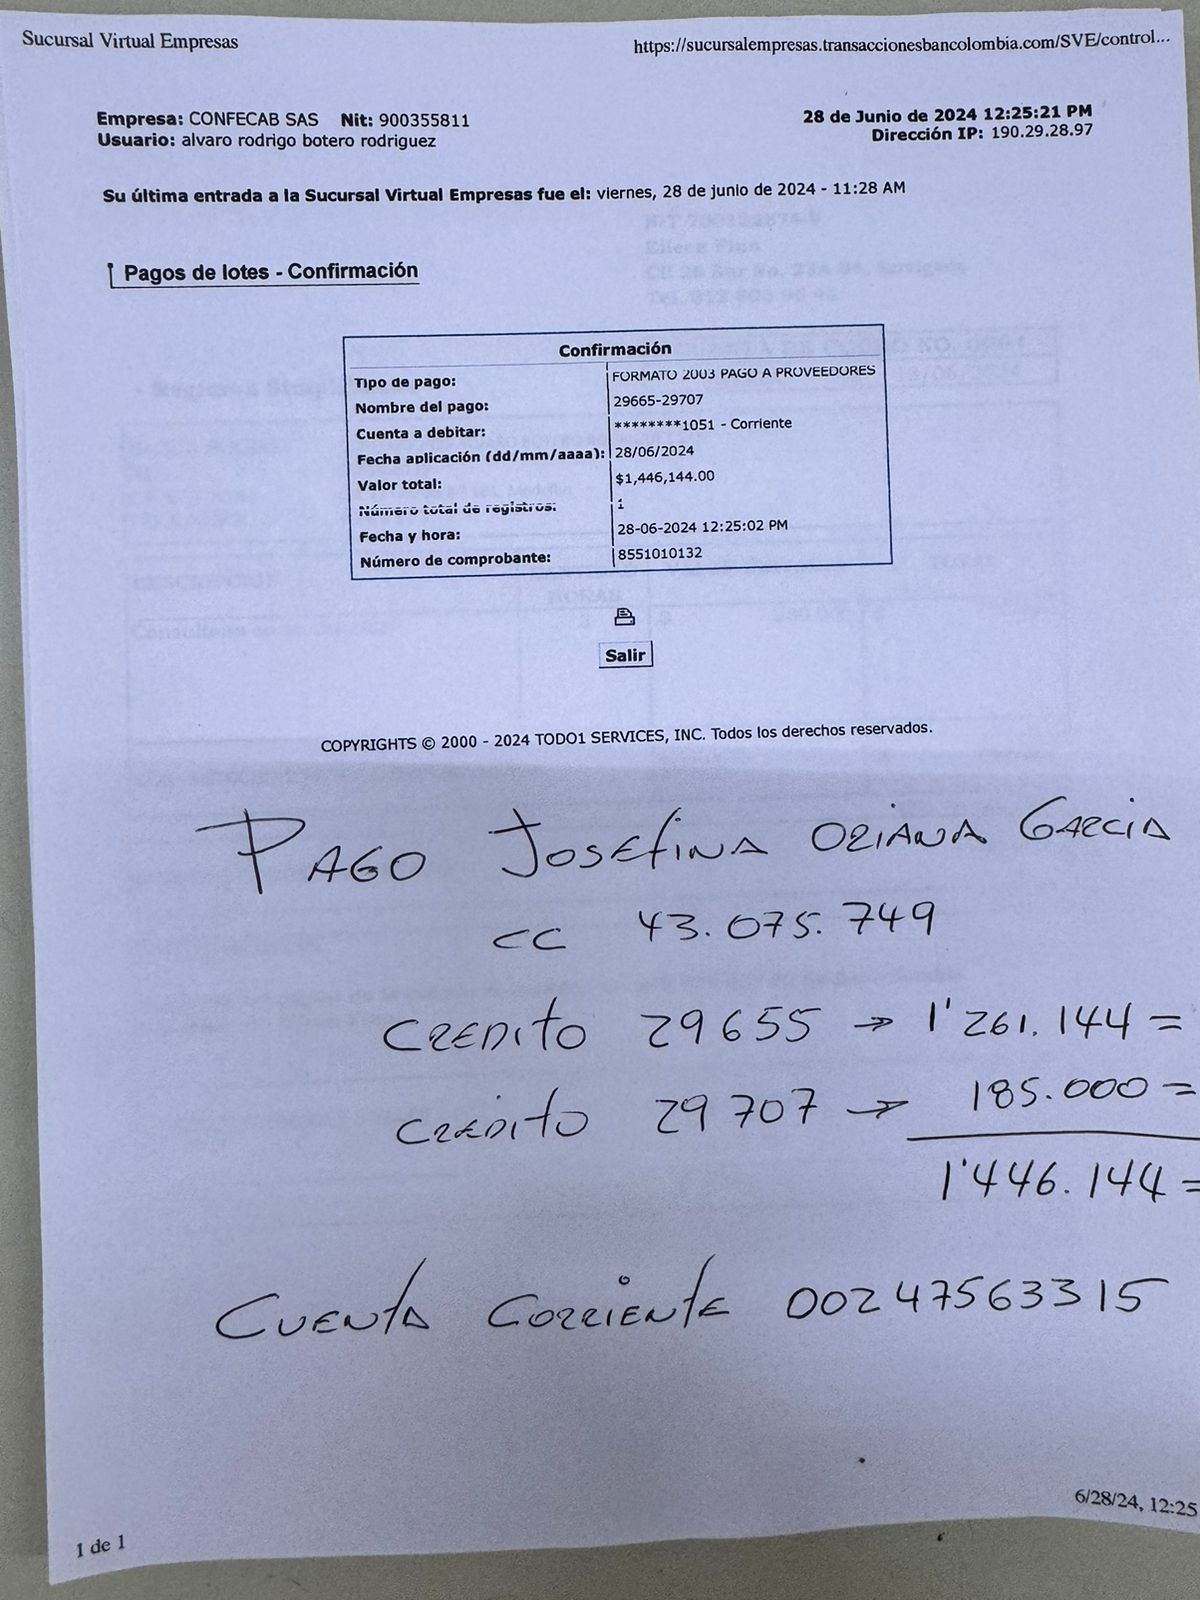 Sucursal Virtual Empresas
https://sucursalempresas.transaccionesbancolombia.com/SVE/control...
Empresa: CONFECAB SAS Nit: 900355811
Usuario: alvaro rodrigo botero rodriguez
28 de Junio de 2024 12:25:21 PM
Dirección IP: 190.29.28.97
Su última entrada a la Sucursal Virtual Empresas fue el: viernes, 28 de junio de 2024 - 11:28 AM
Pagos de lotes - Confirmación
Confirmación
Tipo de pago: FORMATO 2003 PAGO A PROVEEDORES
Nombre del pago: 29665-29707
Cuenta a debitar: ********1051 - Corriente
Fecha aplicación (dd/mm/aaaa): 28/06/2024
Valor total: $1,446,144.00
Número total de registros: 1
Fecha y hora: 28-06-2024 12:25:02 PM
Número de comprobante: 8551010132
Salir
COPYRIGHTS © 2000 - 2024 TODO1 SERVICES, INC. Todos los derechos reservados.
PAGO JOSEfINA ORIANA GARCIA
CC 43.075.749
CREDITO 29655 → 1'261.144=
CREDITO 29707 → 185.000=
1'446.144=
CUENTA CORRIENTE 00247563315
6/28/24, 12:25
1 de 1